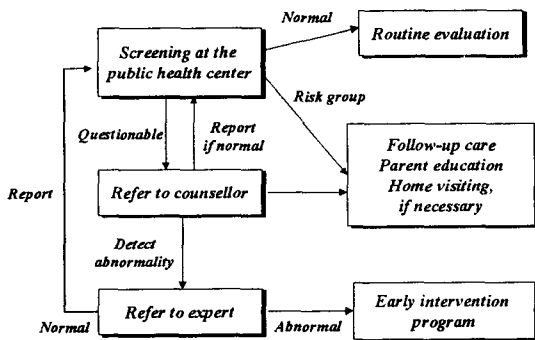 Normal
Screening at the
public health center
Routine evaluation
Risk group
Questionable
Report
if normal
Follow-up care
Parent education
Home visiting,
if necessary
Report
Refer to counsellor
Detect
abnormality
Refer to expert
Early intervention
program
Normal
Abnormal